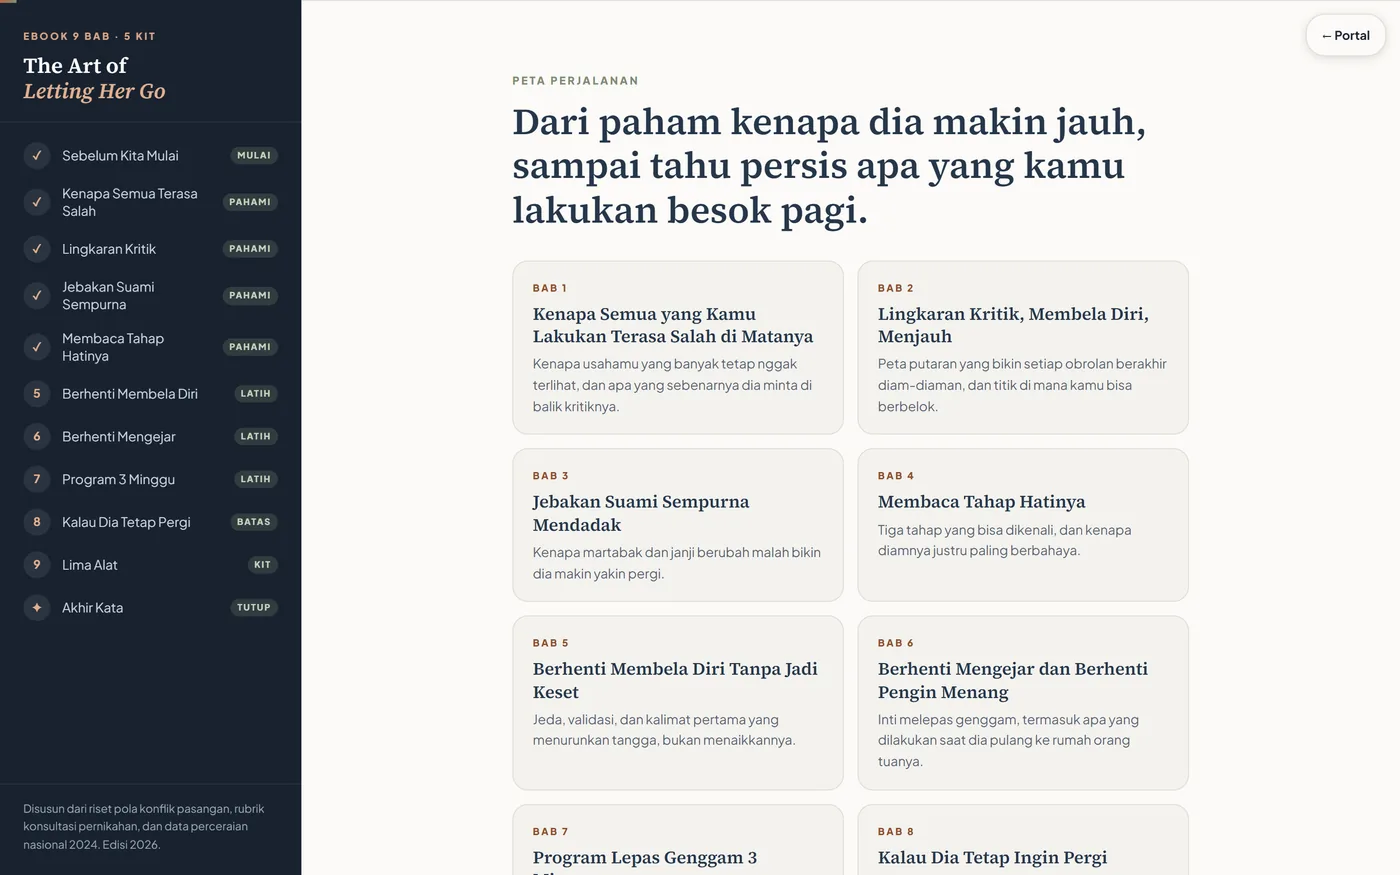 EBOOK 9 BAB · 5 KIT
The Art of
Letting Her Go
✓ Sebelum Kita Mulai MULAI
✓ Kenapa Semua Terasa
Salah PAHAMI
✓ Lingkaran Kritik PAHAMI
✓ Jebakan Suami
Sempurna PAHAMI
✓ Membaca Tahap
Hatinya PAHAMI
5 Berhenti Membela Diri LATIH
6 Berhenti Mengejar LATIH
7 Program 3 Minggu LATIH
8 Kalau Dia Tetap Pergi BATAS
9 Lima Alat KIT
✦ Akhir Kata TUTUP
Disusun dari riset pola konflik pasangan, rubrik
konsultasi pernikahan, dan data perceraian
nasional 2024. Edisi 2026.
← Portal
PETA PERJALANAN
Dari paham kenapa dia makin jauh,
sampai tahu persis apa yang kamu
lakukan besok pagi.
BAB 1
Kenapa Semua yang Kamu
Lakukan Terasa Salah di Matanya
Kenapa usahamu yang banyak tetap nggak
terlihat, dan apa yang sebenarnya dia minta di
balik kritiknya.
BAB 2
Lingkaran Kritik, Membela Diri,
Menjauh
Peta putaran yang bikin setiap obrolan berakhir
diam-diaman, dan titik di mana kamu bisa
berbelok.
BAB 3
Jebakan Suami Sempurna
Mendadak
Kenapa martabak dan janji berubah malah bikin
dia makin yakin pergi.
BAB 4
Membaca Tahap Hatinya
Tiga tahap yang bisa dikenali, dan kenapa
diamnya justru paling berbahaya.
BAB 5
Berhenti Membela Diri Tanpa Jadi
Keset
Jeda, validasi, dan kalimat pertama yang
menurunkan tangga, bukan menaikkannya.
BAB 6
Berhenti Mengejar dan Berhenti
Pengin Menang
Inti melepas genggam, termasuk apa yang
dilakukan saat dia pulang ke rumah orang
tuanya.
BAB 7
Program Lepas Genggam 3
BAB 8
Kalau Dia Tetap Ingin Pergi